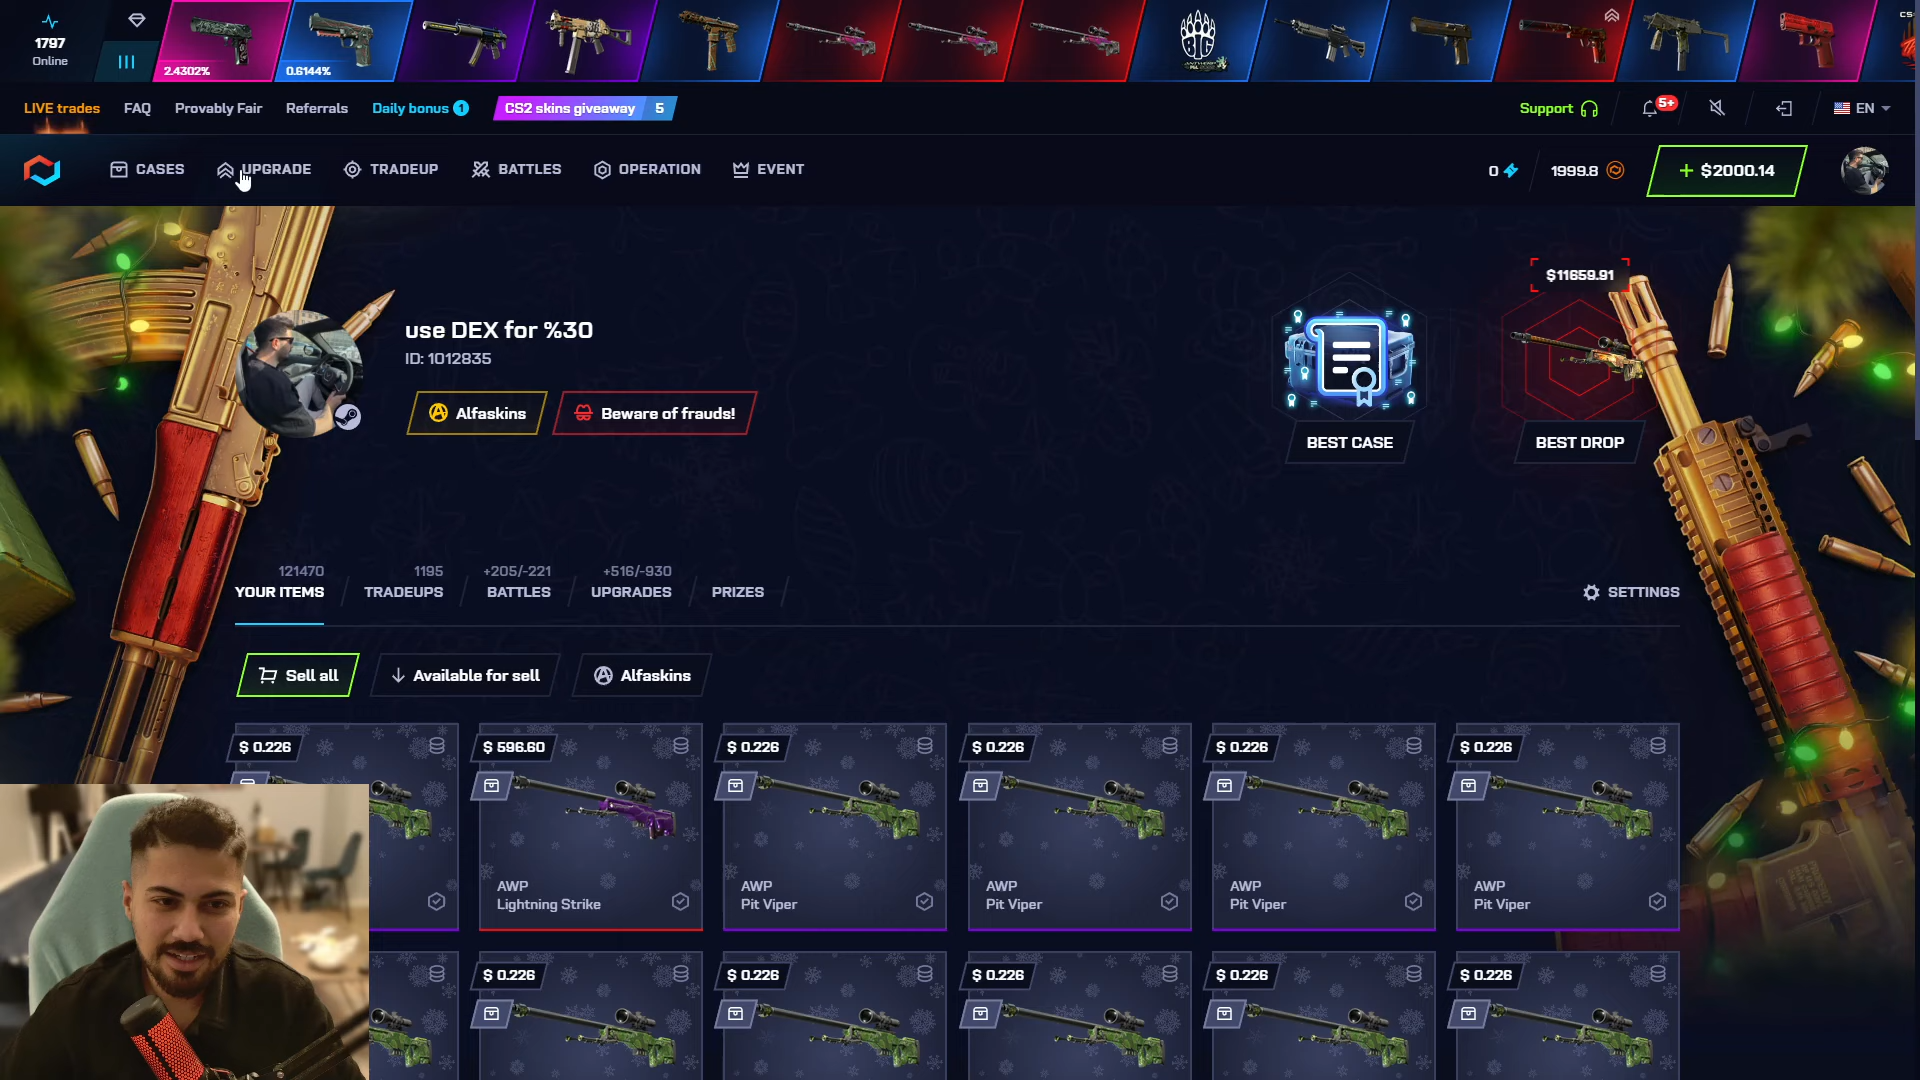 1797
Online
2.4302%
0.6144%
BIG
CS
LIVE trades
FAQ
Provably Fair
Referrals
Daily bonus 1
CS2 skins giveaway 5
Support
5+
EN
CASES
UPGRADE
TRADEUP
BATTLES
OPERATION
EVENT
0
1999.8
+ $2000.14
$11659.91
use DEX for %30
ID: 1012835
Alfaskins
Beware of frauds!
BEST CASE
BEST DROP
121470
YOUR ITEMS
1195
TRADEUPS
+205/-221
BATTLES
+516/-930
UPGRADES
PRIZES
SETTINGS
Sell all
Available for sell
Alfaskins
$ 0.226
$ 596.60
AWP
Lightning Strike
$ 0.226
AWP
Pit Viper
$ 0.226
AWP
Pit Viper
$ 0.226
AWP
Pit Viper
$ 0.226
AWP
Pit Viper
$ 0.226
$ 0.226
$ 0.226
$ 0.226
$ 0.226